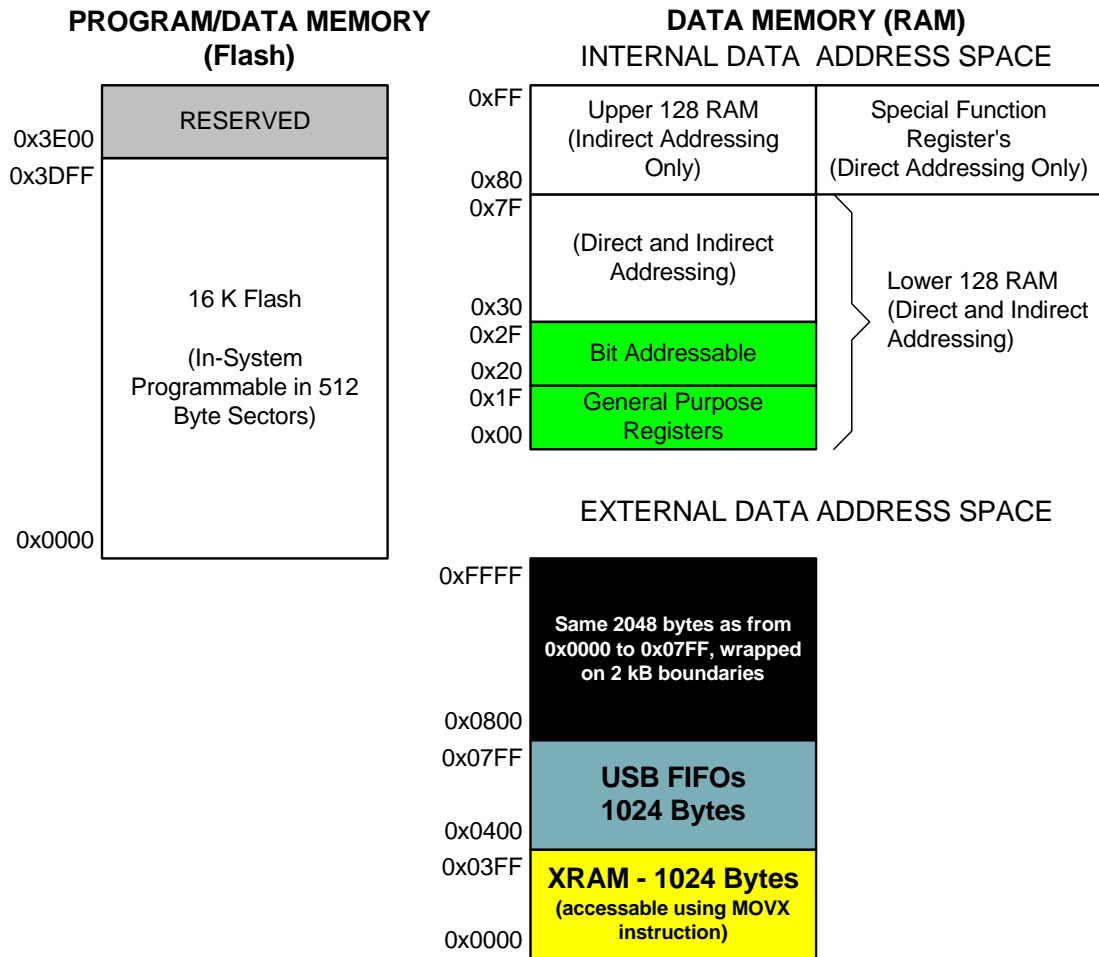 PROGRAM/DATA MEMORY
(Flash)
RESERVED
0x3E00
0x3DFF
16 K Flash
(In-System
Programmable in 512
Byte Sectors)
0x0000
DATA MEMORY (RAM)
INTERNAL DATA ADDRESS SPACE
0xFF
Upper 128 RAM
(Indirect Addressing
Only)
0x80
Special Function
Register's
(Direct Addressing Only)
0x7F
(Direct and Indirect
Addressing)
0x30
Lower 128 RAM
(Direct and Indirect
Addressing)
0x2F
Bit Addressable
0x20
0x1F
General Purpose
Registers
0x00
EXTERNAL DATA ADDRESS SPACE
0xFFFF
Same 2048 bytes as from
0x0000 to 0x07FF, wrapped
on 2 kB boundaries
0x0800
0x07FF
USB FIFOs
1024 Bytes
0x0400
0x03FF
XRAM - 1024 Bytes
(accessable using MOVX
instruction)
0x0000